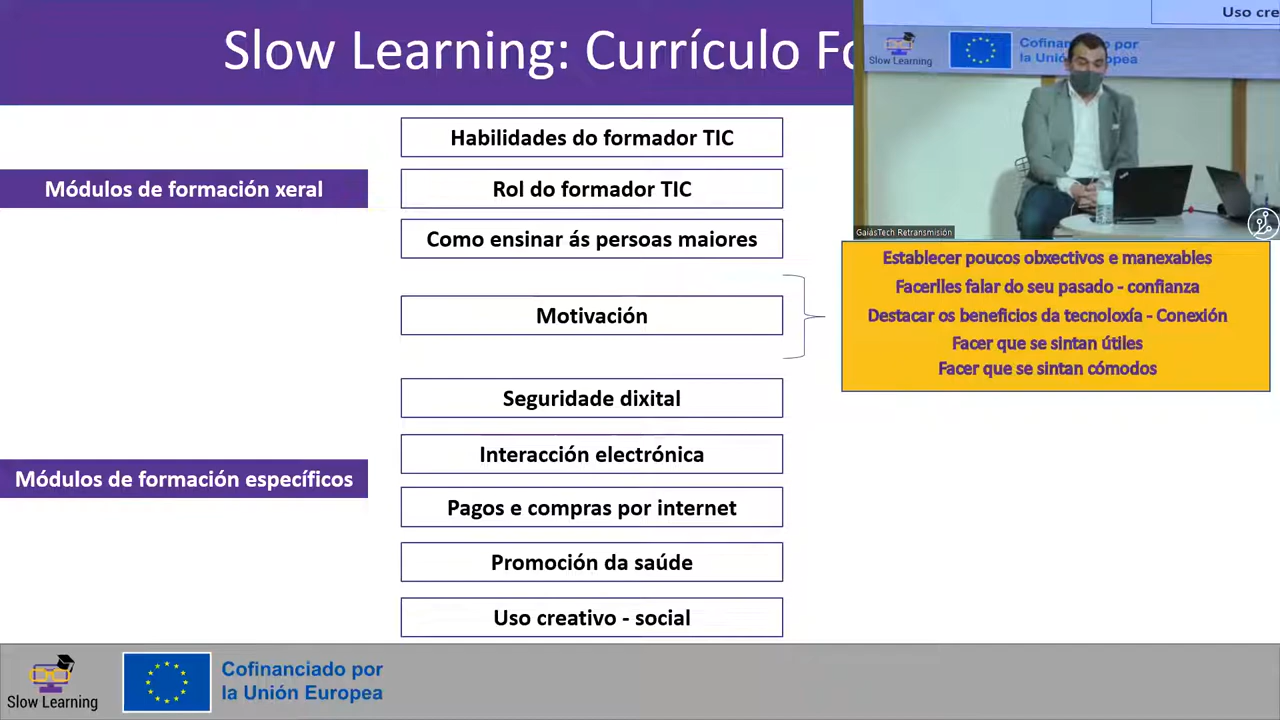 Slow Learning: Currículo Fo
Uso cre
Slow Learning
Cofinanciado por
la Unión Europea
GaiásTech Retransmisión
Habilidades do formador TIC
Módulos de formación xeral
Rol do formador TIC
Como ensinar ás persoas maiores
Motivación
Establecer poucos obxectivos e manexables
Facerlles falar do seu pasado - confianza
Destacar os beneficios da tecnoloxía - Conexión
Facer que se sintan útiles
Facer que se sintan cómodos
Seguridade dixital
Interacción electrónica
Módulos de formación específicos
Pagos e compras por internet
Promoción da saúde
Uso creativo - social
Slow Learning
Cofinanciado por
la Unión Europea